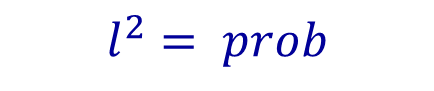 l² = prob